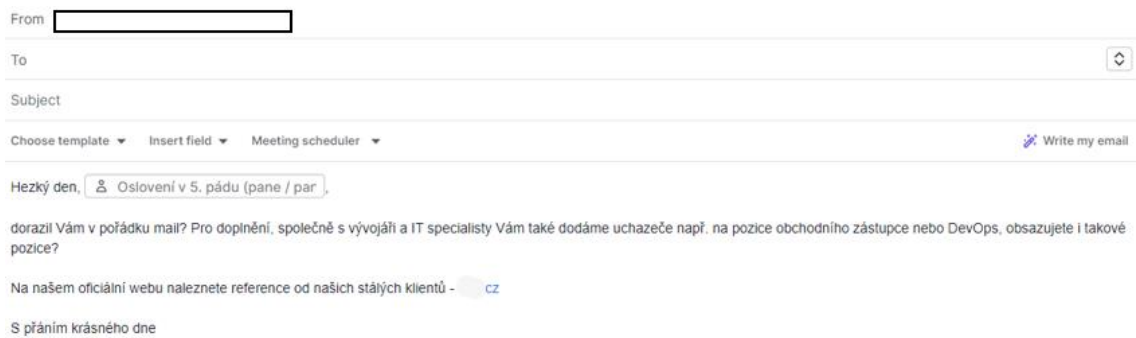 From
To
Subject
Choose template Insert field Meeting scheduler Write my email
Hezký den, Oslovení v 5. pádu (pane / par ,
dorazil Vám v pořádku mail? Pro doplnění, společně s vývojáři a IT specialisty Vám také dodáme uchazeče např. na pozice obchodního zástupce nebo DevOps, obsazujete i takové
pozice?
Na našem oficiální webu naleznete reference od našich stálých klientů - cz
S přáním krásného dne